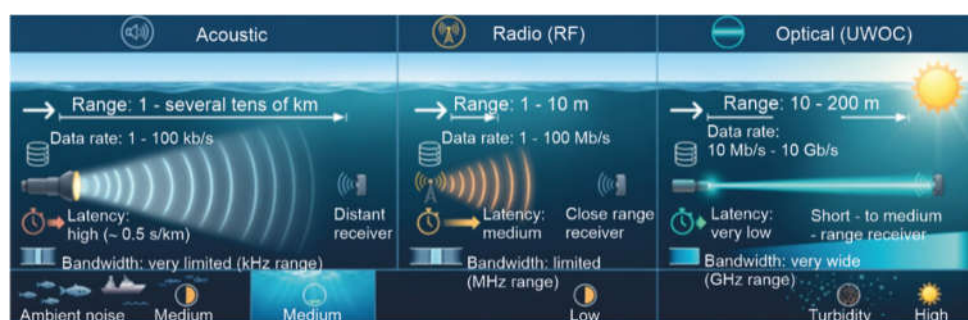 Acoustic
Range: 1 - several tens of km
Data rate: 1 - 100 kb/s
Latency:
high (~ 0.5 s/km)
Distant
receiver
Bandwidth: very limited (kHz range)
Radio (RF)
Range: 1 - 10 m
Data rate: 1 - 100 Mb/s
Latency:
medium
Close range
receiver
Bandwidth: limited
(MHz range)
Optical (UWOC)
Range: 10 - 200 m
Data rate:
10 Mb/s - 10 Gb/s
Latency:
very low
Short - to medium
- range receiver
Bandwidth: very wide
(GHz range)
Ambient noise
Medium
Medium
Low
Turbidity
High